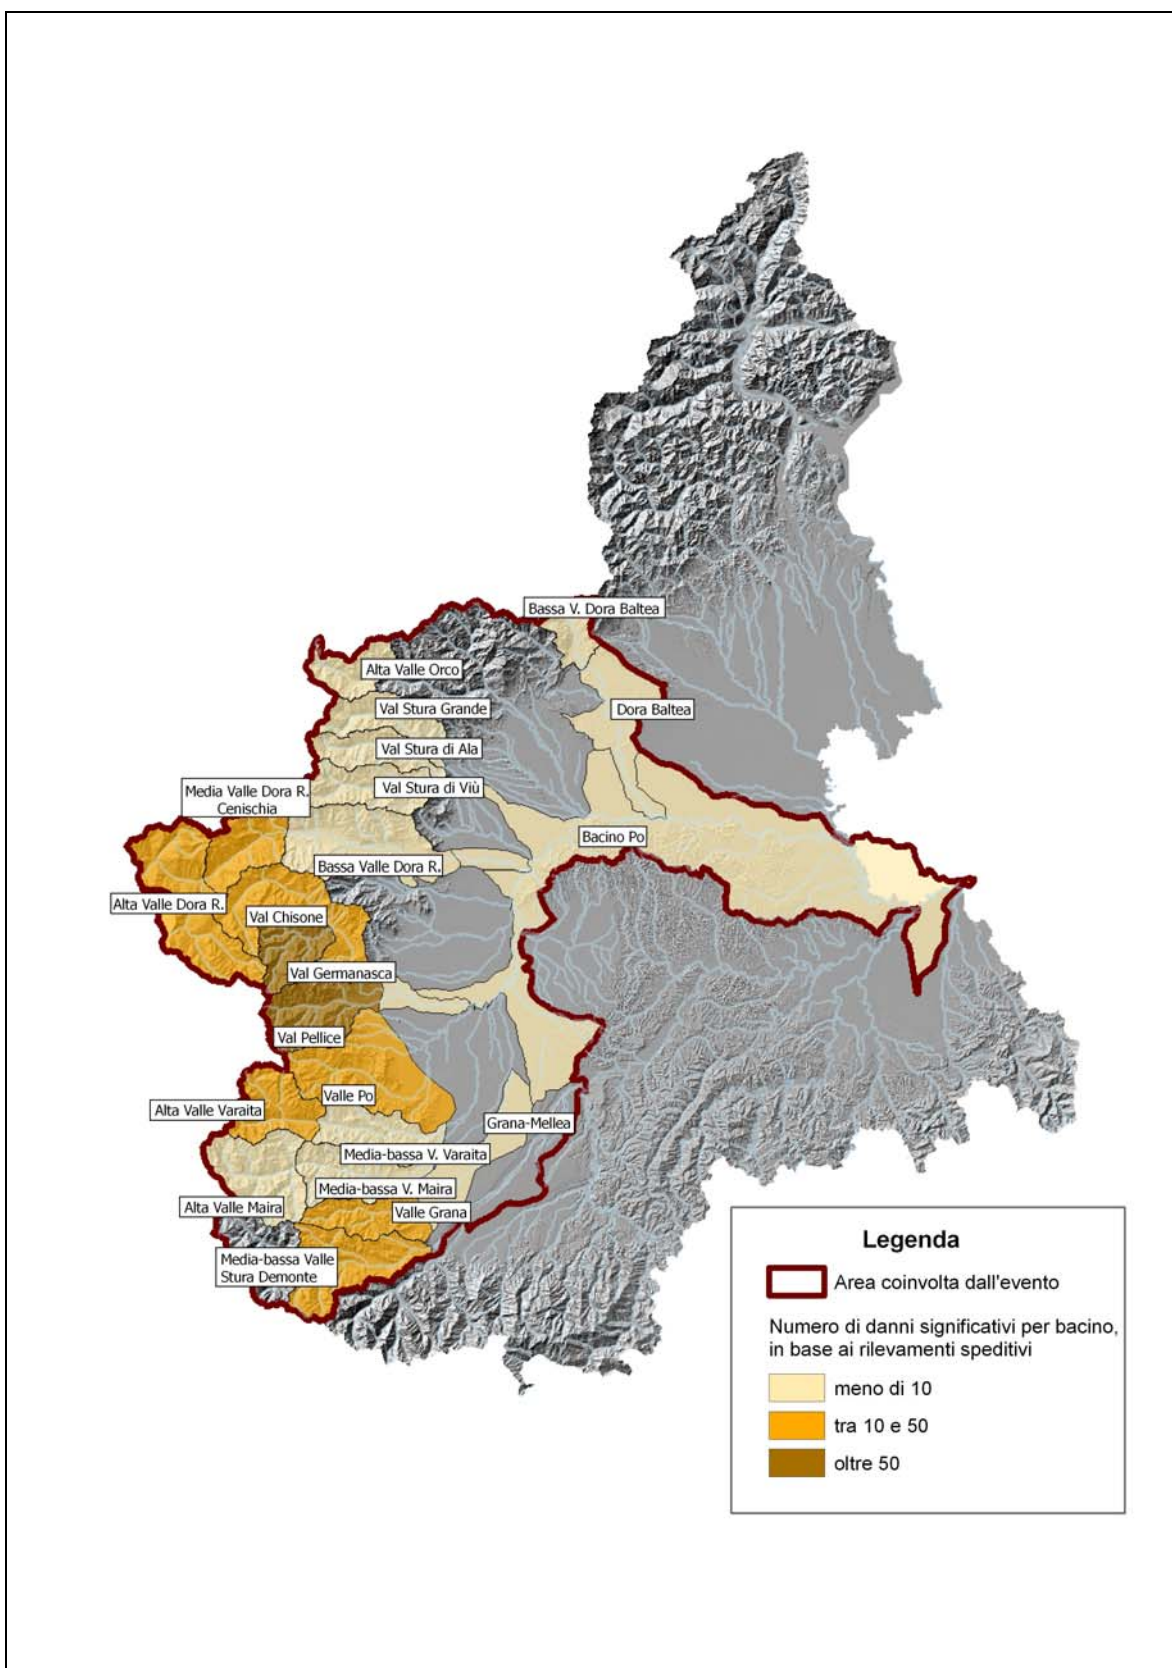 Bassa V. Dora Baltea
Alta Valle Orco
Val Stura Grande
Dora Baltea
Val Stura di Ala
Val Stura di Viù
Media Valle Dora R.
Cenischia
Bacino Po
Bassa Valle Dora R.
Alta Valle Dora R.
Val Chisone
Val Germanasca
Val Pellice
Valle Po
Alta Valle Varaita
Grana-Mellea
Media-bassa V. Varaita
Media-bassa V. Maira
Alta Valle Maira
Valle Grana
Media-bassa Valle
Stura Demonte
Legenda
Area coinvolta dall'evento
Numero di danni significativi per bacino,
in base ai rilevamenti speditivi
meno di 10
tra 10 e 50
oltre 50